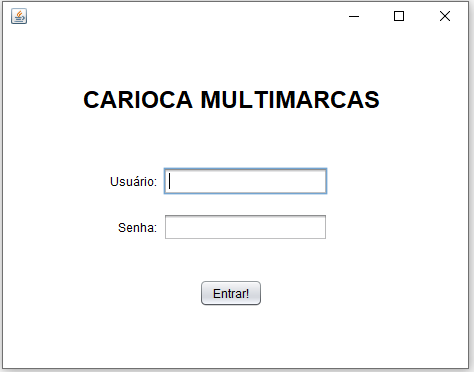 CARIOCA MULTIMARCAS
Usuário:
Senha:
Entrar!